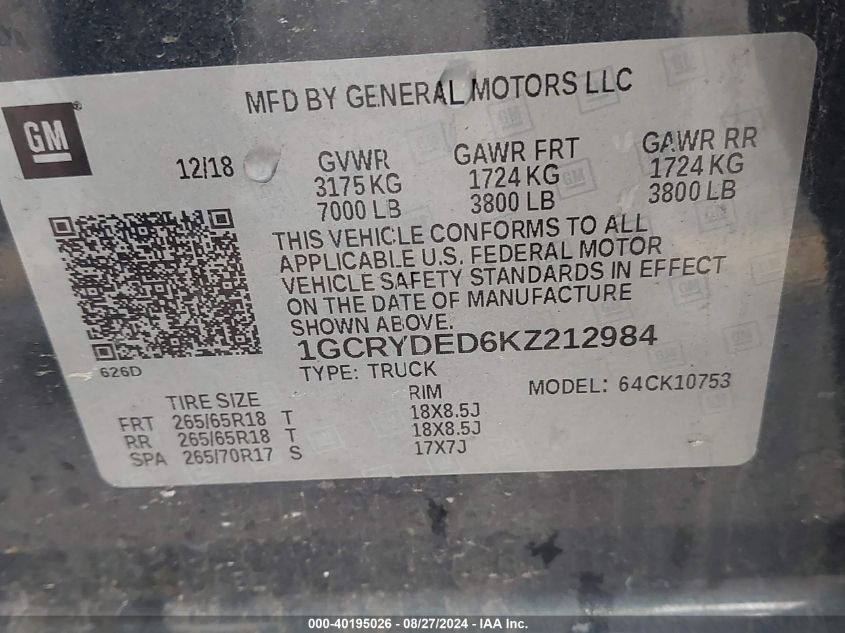 MFD BY GENERAL MOTORS LLC
GM
12/18
GVWR
3175 KG
7000 LB
GAWR FRT
1724 KG
3800 LB
GAWR RR
1724 KG
3800 LB
THIS VEHICLE CONFORMS TO ALL
APPLICABLE U.S. FEDERAL MOTOR
VEHICLE SAFETY STANDARDS IN EFFECT
ON THE DATE OF MANUFACTURE
SHOWN ABOVE.
1GCRYDED6KZ212984
TYPE: TRUCK
MODEL: 64CK10753
626D
TIRE SIZE RIM
FRT 265/65R18 T 18X8.5J
RR 265/65R18 T 18X8.5J
SPA 265/70R17 S 17X7J
000-40195026 - 08/27/2024 - IAAI.com